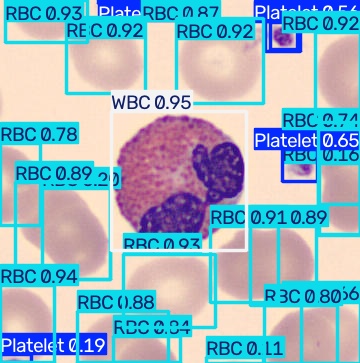 RBC 0.93
RBC 0.87
RBC 0.92
RBC 0.92
RBC 0.92
WBC 0.95
RBC 0.78
RBC 0.74
Platelet 0.65
RBC 0.16
RBC 0.89
RBC 0.91
0.89
RBC 0.93
RBC 0.94
RBC 0.88
RBC 0.80
RBC 0.84
Platelet 0.19
RBC 0.11